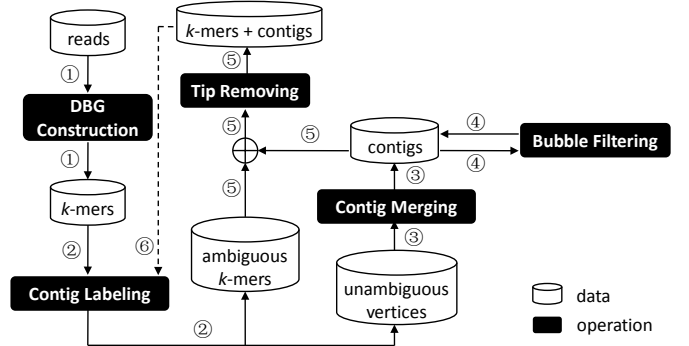 reads
k-mers + contigs
①
⑤
DBG
Construction
Tip Removing
④
①
⑤
⑤
contigs
Bubble Filtering
④
k-mers
③
⑤
Contig Merging
②
⑥
③
ambiguous
k-mers
Contig Labeling
unambiguous
vertices
data
②
operation